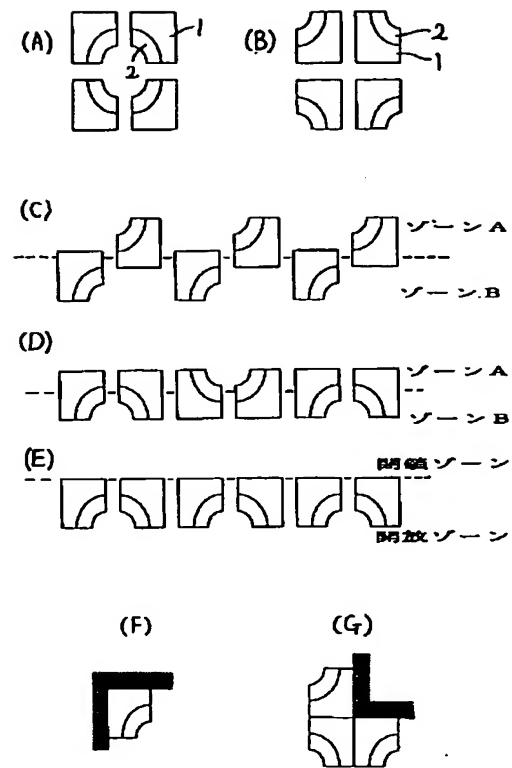 (A) 1 2
(B) 2 1
(C)
ゾーンA
ゾーンB
(D)
ゾーンA
ゾーンB
(E)
閉鎖ゾーン
開放ゾーン
(F) (G)